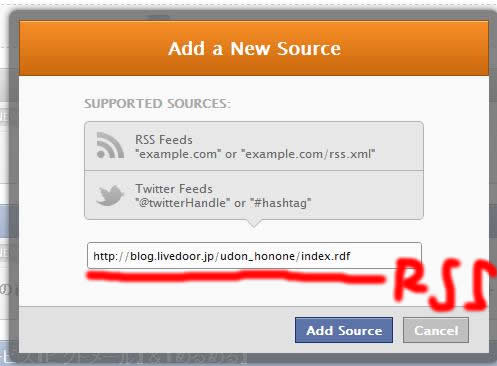 Add a New Source
SUPPORTED SOURCES:
RSS Feeds
"example.com" or "example.com/rss.xml"
Twitter Feeds
"@twitterHandle" or "#hashtag"
http://blog.livedoor.jp/udon_honone/index.rdf
RSS
Add Source
Cancel